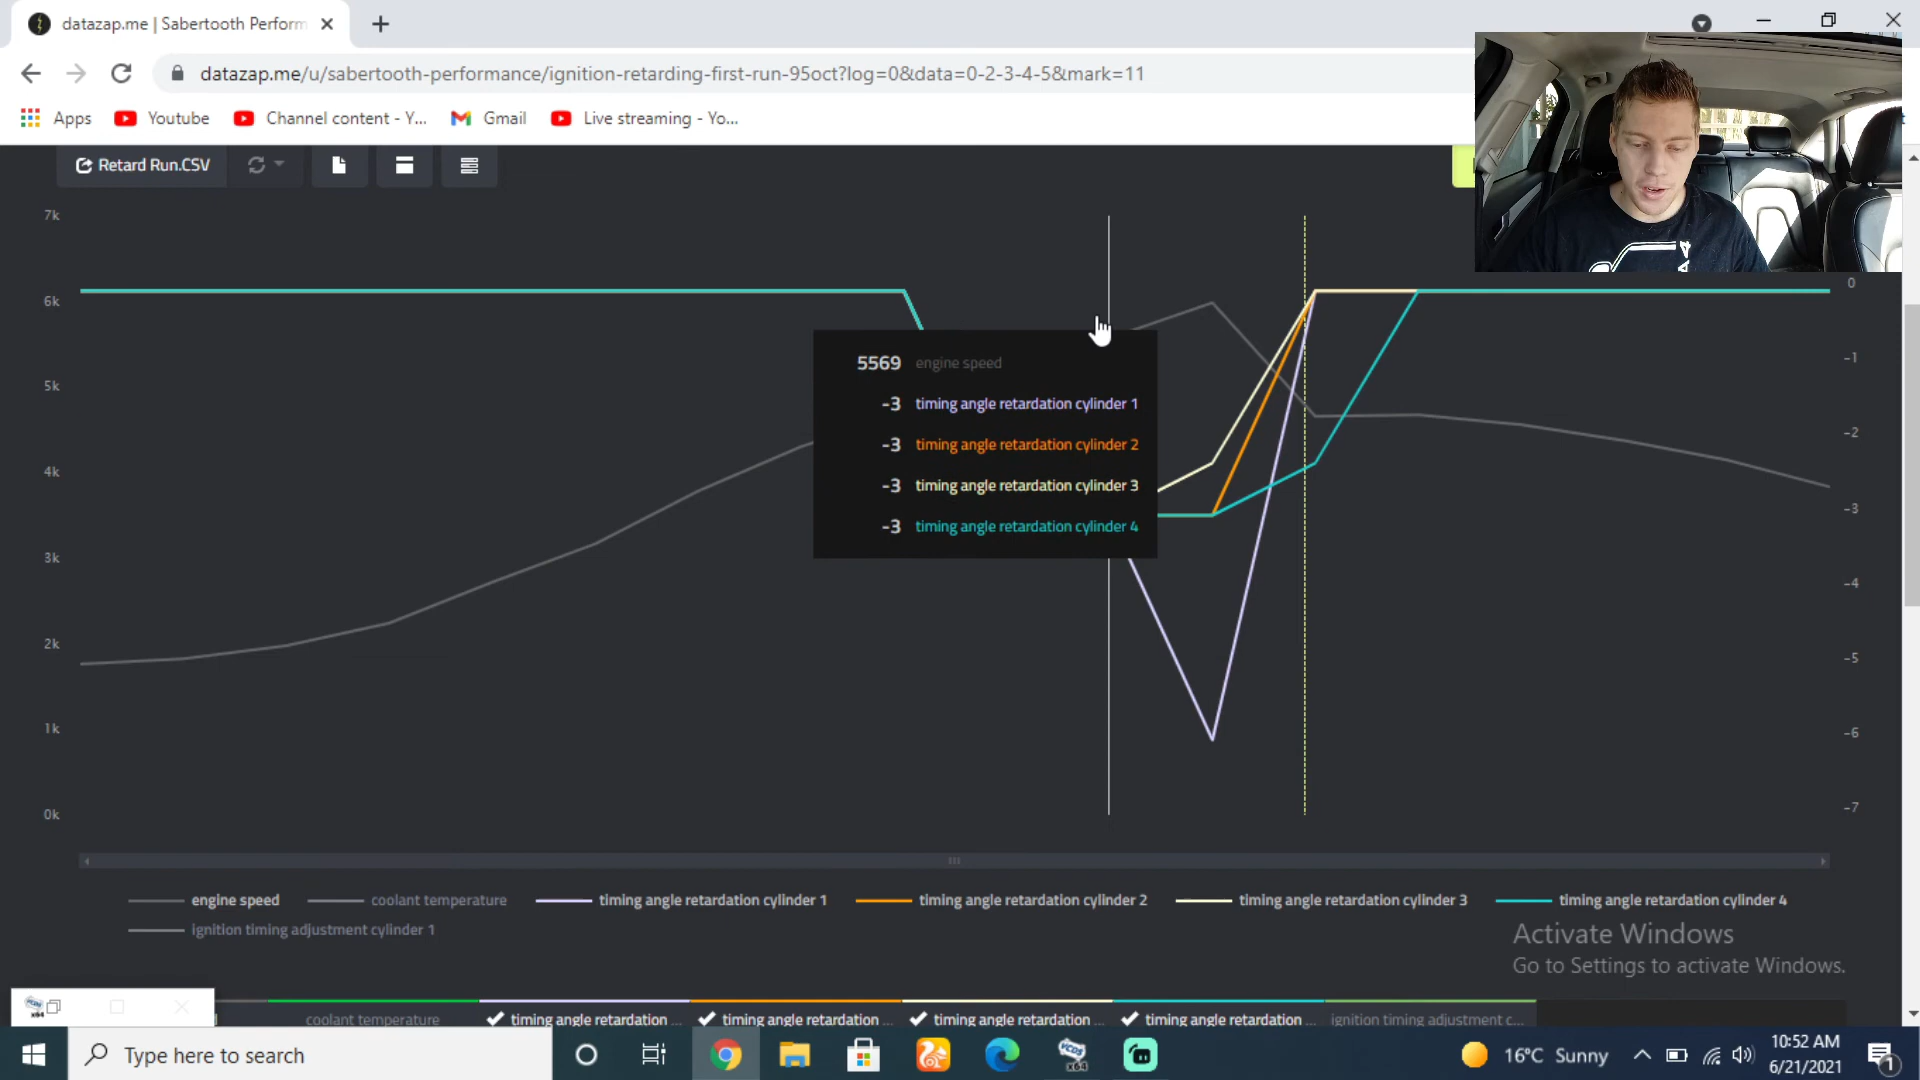 datazap.me | Sabertooth Perform
datazap.me/u/sabertooth-performance/ignition-retarding-first-run-95oct?log=0&data=0-2-3-4-5&mark=11
Apps Youtube Channel content - Y... Gmail Live streaming - Yo...
Retard Run.CSV
7k
6k
5k
4k
3k
2k
1k
0k
0
-1
-2
-3
-4
-5
-6
-7
5569 engine speed
-3 timing angle retardation cylinder 1
-3 timing angle retardation cylinder 2
-3 timing angle retardation cylinder 3
-3 timing angle retardation cylinder 4
engine speed coolant temperature timing angle retardation cylinder 1 timing angle retardation cylinder 2 timing angle retardation cylinder 3 timing angle retardation cylinder 4
ignition timing adjustment cylinder 1
Activate Windows
Go to Settings to activate Windows.
coolant temperature timing angle retardation ... timing angle retardation ... timing angle retardation ... timing angle retardation ... ignition timing adjustment c...
Type here to search
16°C Sunny
10:52 AM
6/21/2021
1